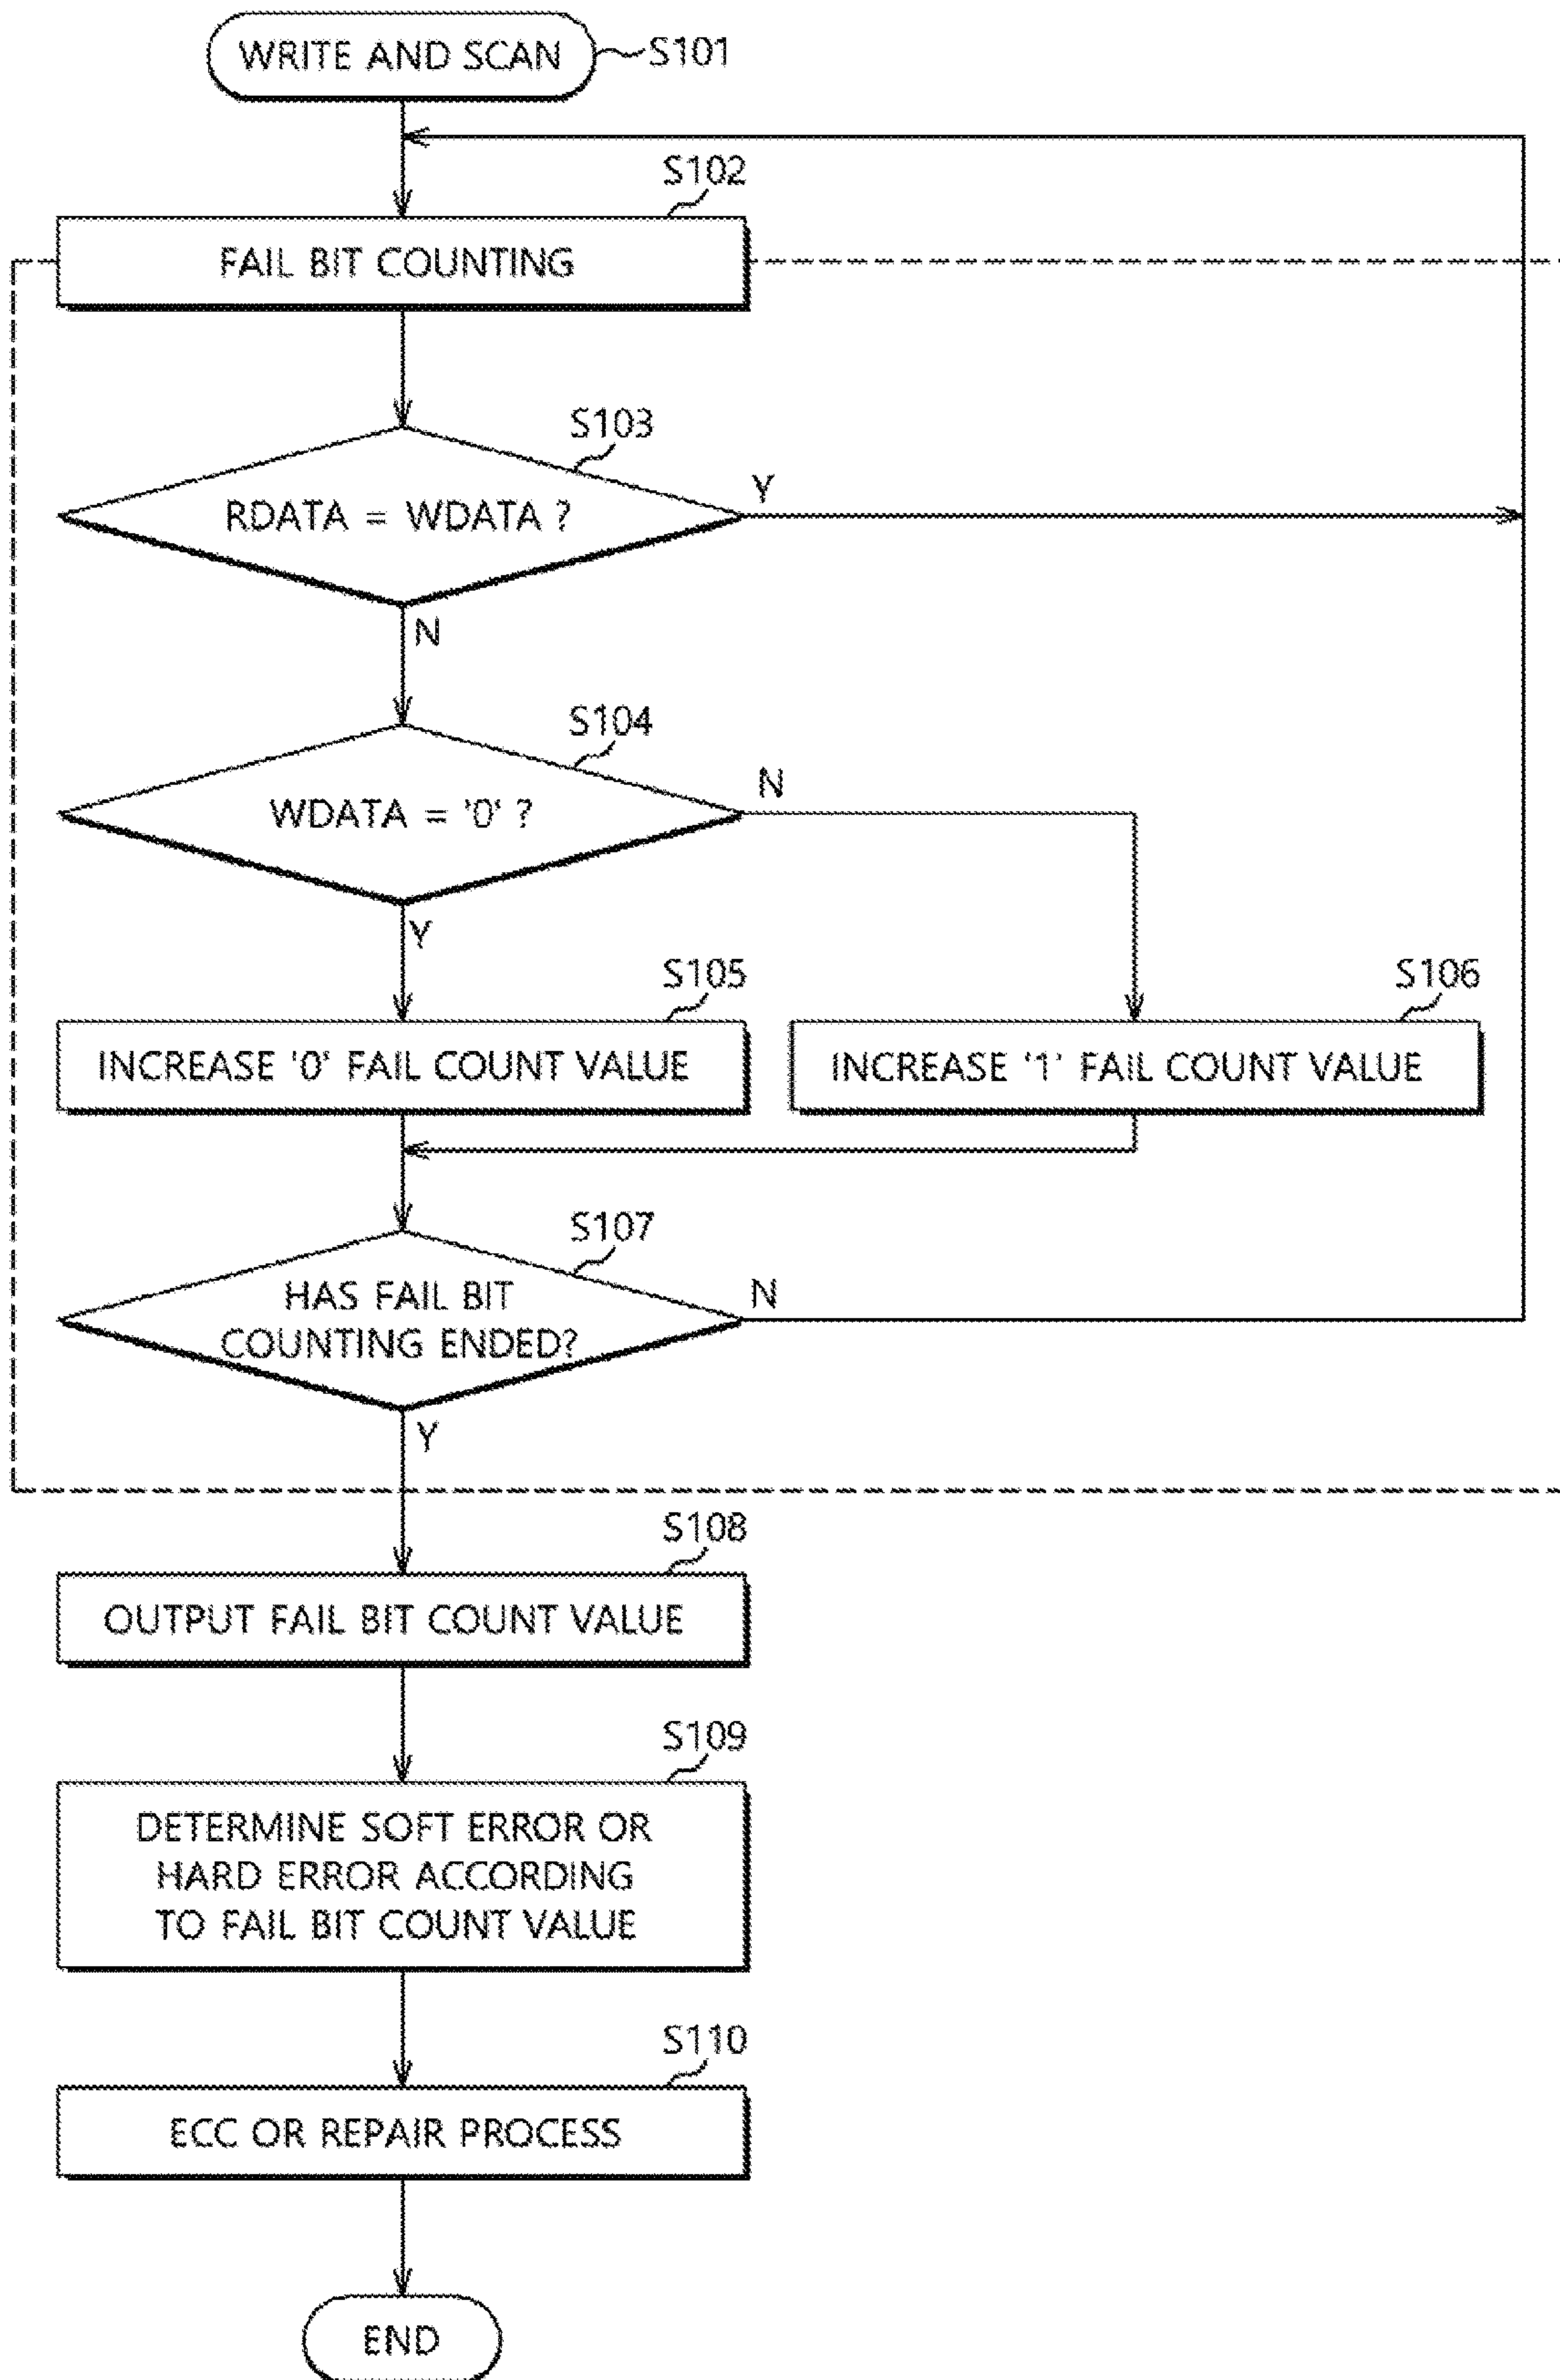 WRITE AND SCAN
S101
S102
FAIL BIT COUNTING
S103
RDATA = WDATA ?
Y
N
S104
WDATA = '0' ?
N
Y
S105
S106
INCREASE '0' FAIL COUNT VALUE
INCREASE '1' FAIL COUNT VALUE
S107
HAS FAIL BIT
COUNTING ENDED?
N
Y
S108
OUTPUT FAIL BIT COUNT VALUE
S109
DETERMINE SOFT ERROR OR
HARD ERROR ACCORDING
TO FAIL BIT COUNT VALUE
S110
ECC OR REPAIR PROCESS
END